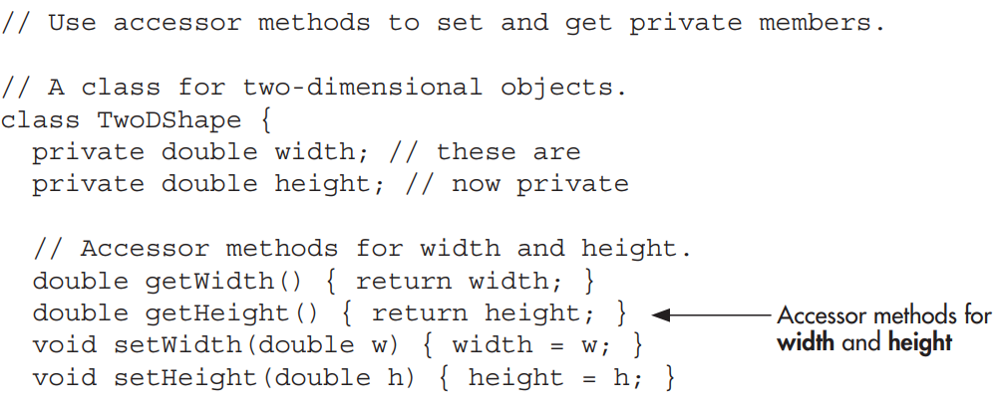 // Use accessor methods to set and get private members.
// A class for two-dimensional objects.
class TwoDShape {
  private double width; // these are
  private double height; // now private
  // Accessor methods for width and height.
  double getWidth() { return width; }
  double getHeight() { return height; }
  void setWidth(double w) { width = w; }
  void setHeight(double h) { height = h; }
Accessor methods for
width and height